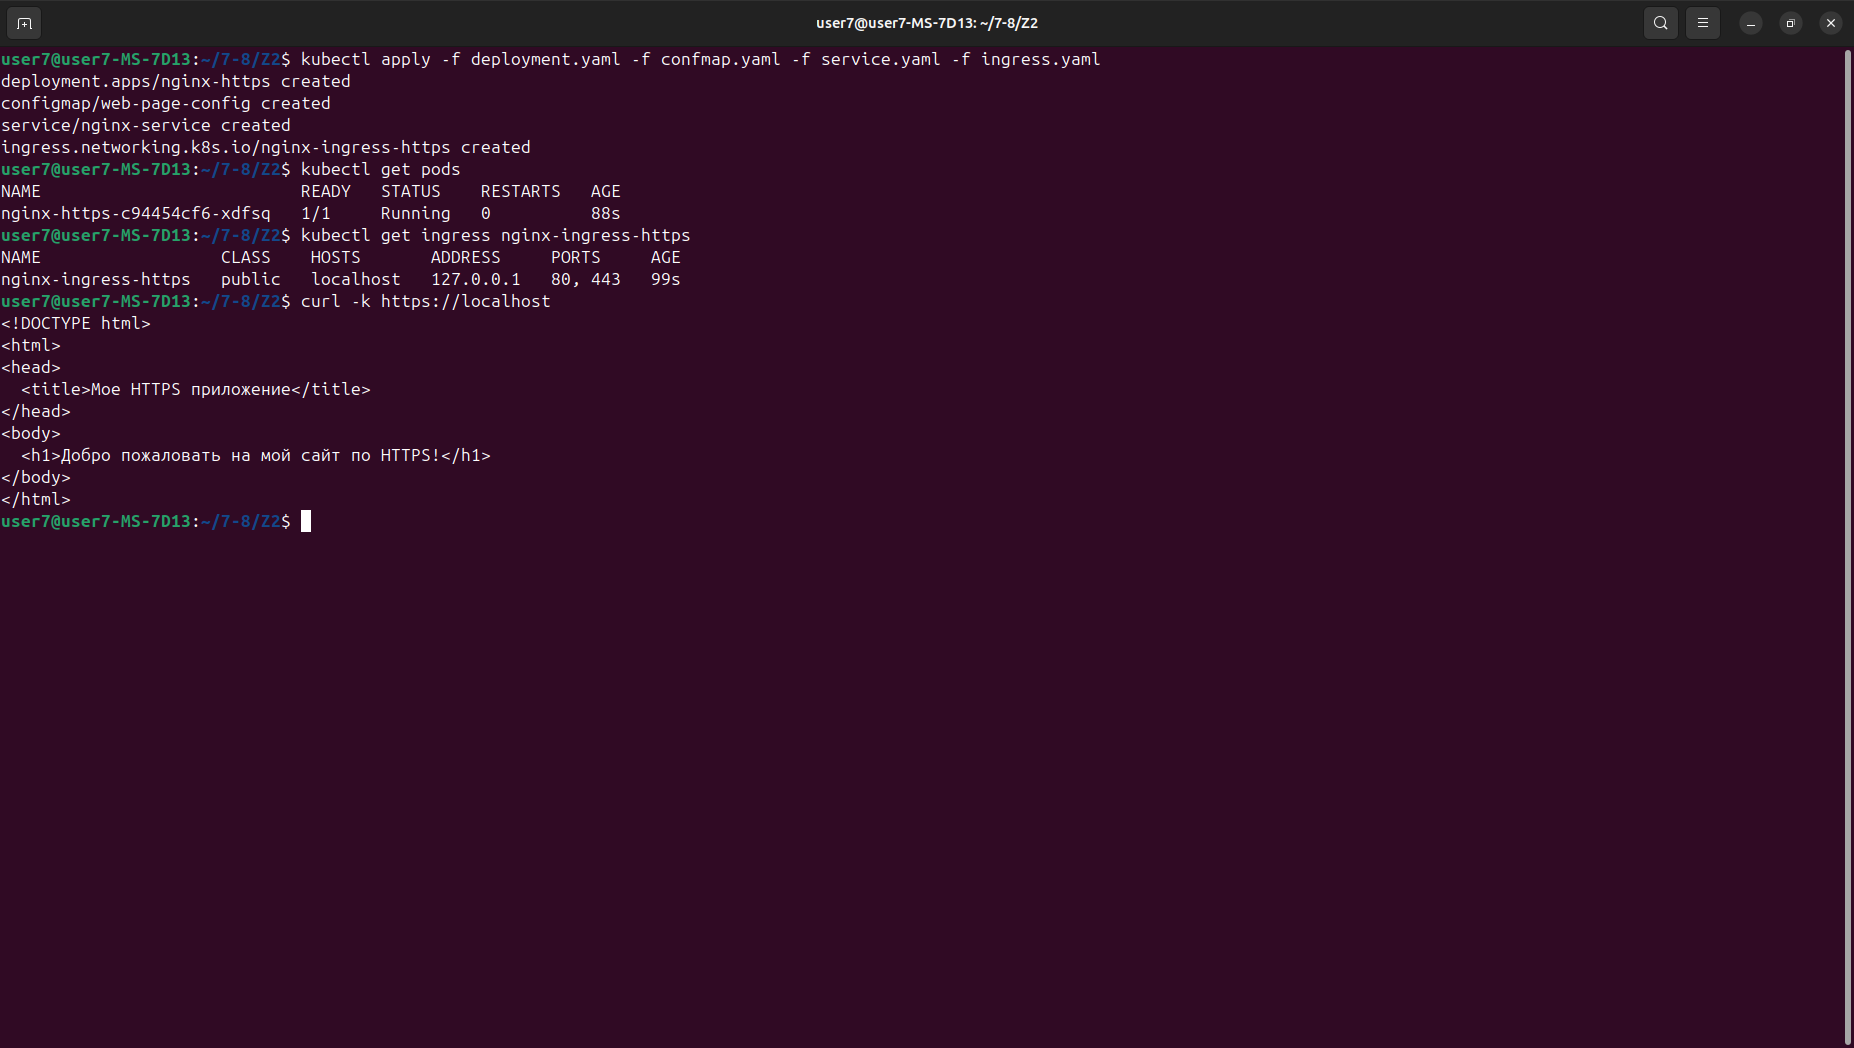 user7@user7-MS-7D13: ~/7-8/Z2
user7@user7-MS-7D13:~/7-8/Z2$ kubectl apply -f deployment.yaml -f confmap.yaml -f service.yaml -f ingress.yaml
deployment.apps/nginx-https created
configmap/web-page-config created
service/nginx-service created
ingress.networking.k8s.io/nginx-ingress-https created
user7@user7-MS-7D13:~/7-8/Z2$ kubectl get pods
NAME                          READY   STATUS    RESTARTS   AGE
nginx-https-c94454cf6-xdfsq   1/1     Running   0          88s
user7@user7-MS-7D13:~/7-8/Z2$ kubectl get ingress nginx-ingress-https
NAME                  CLASS    HOSTS       ADDRESS     PORTS     AGE
nginx-ingress-https   public   localhost   127.0.0.1   80, 443   99s
user7@user7-MS-7D13:~/7-8/Z2$ curl -k https://localhost
<!DOCTYPE html>
<html>
<head>
  <title>Мое HTTPS приложение</title>
</head>
<body>
  <h1>Добро пожаловать на мой сайт по HTTPS!</h1>
</body>
</html>
user7@user7-MS-7D13:~/7-8/Z2$